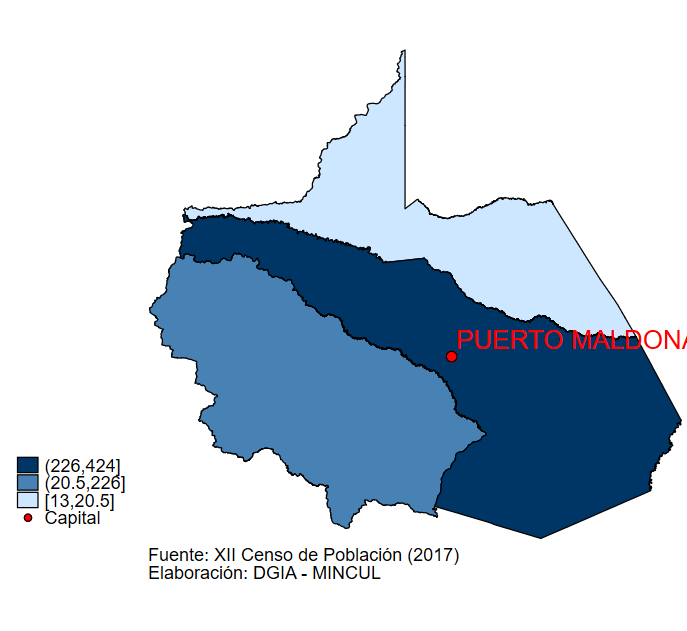 PUERTO MALDONA
(226,424]
(20.5,226]
[13,20.5]
Capital
Fuente: XII Censo de Población (2017)
Elaboración: DGIA - MINCUL